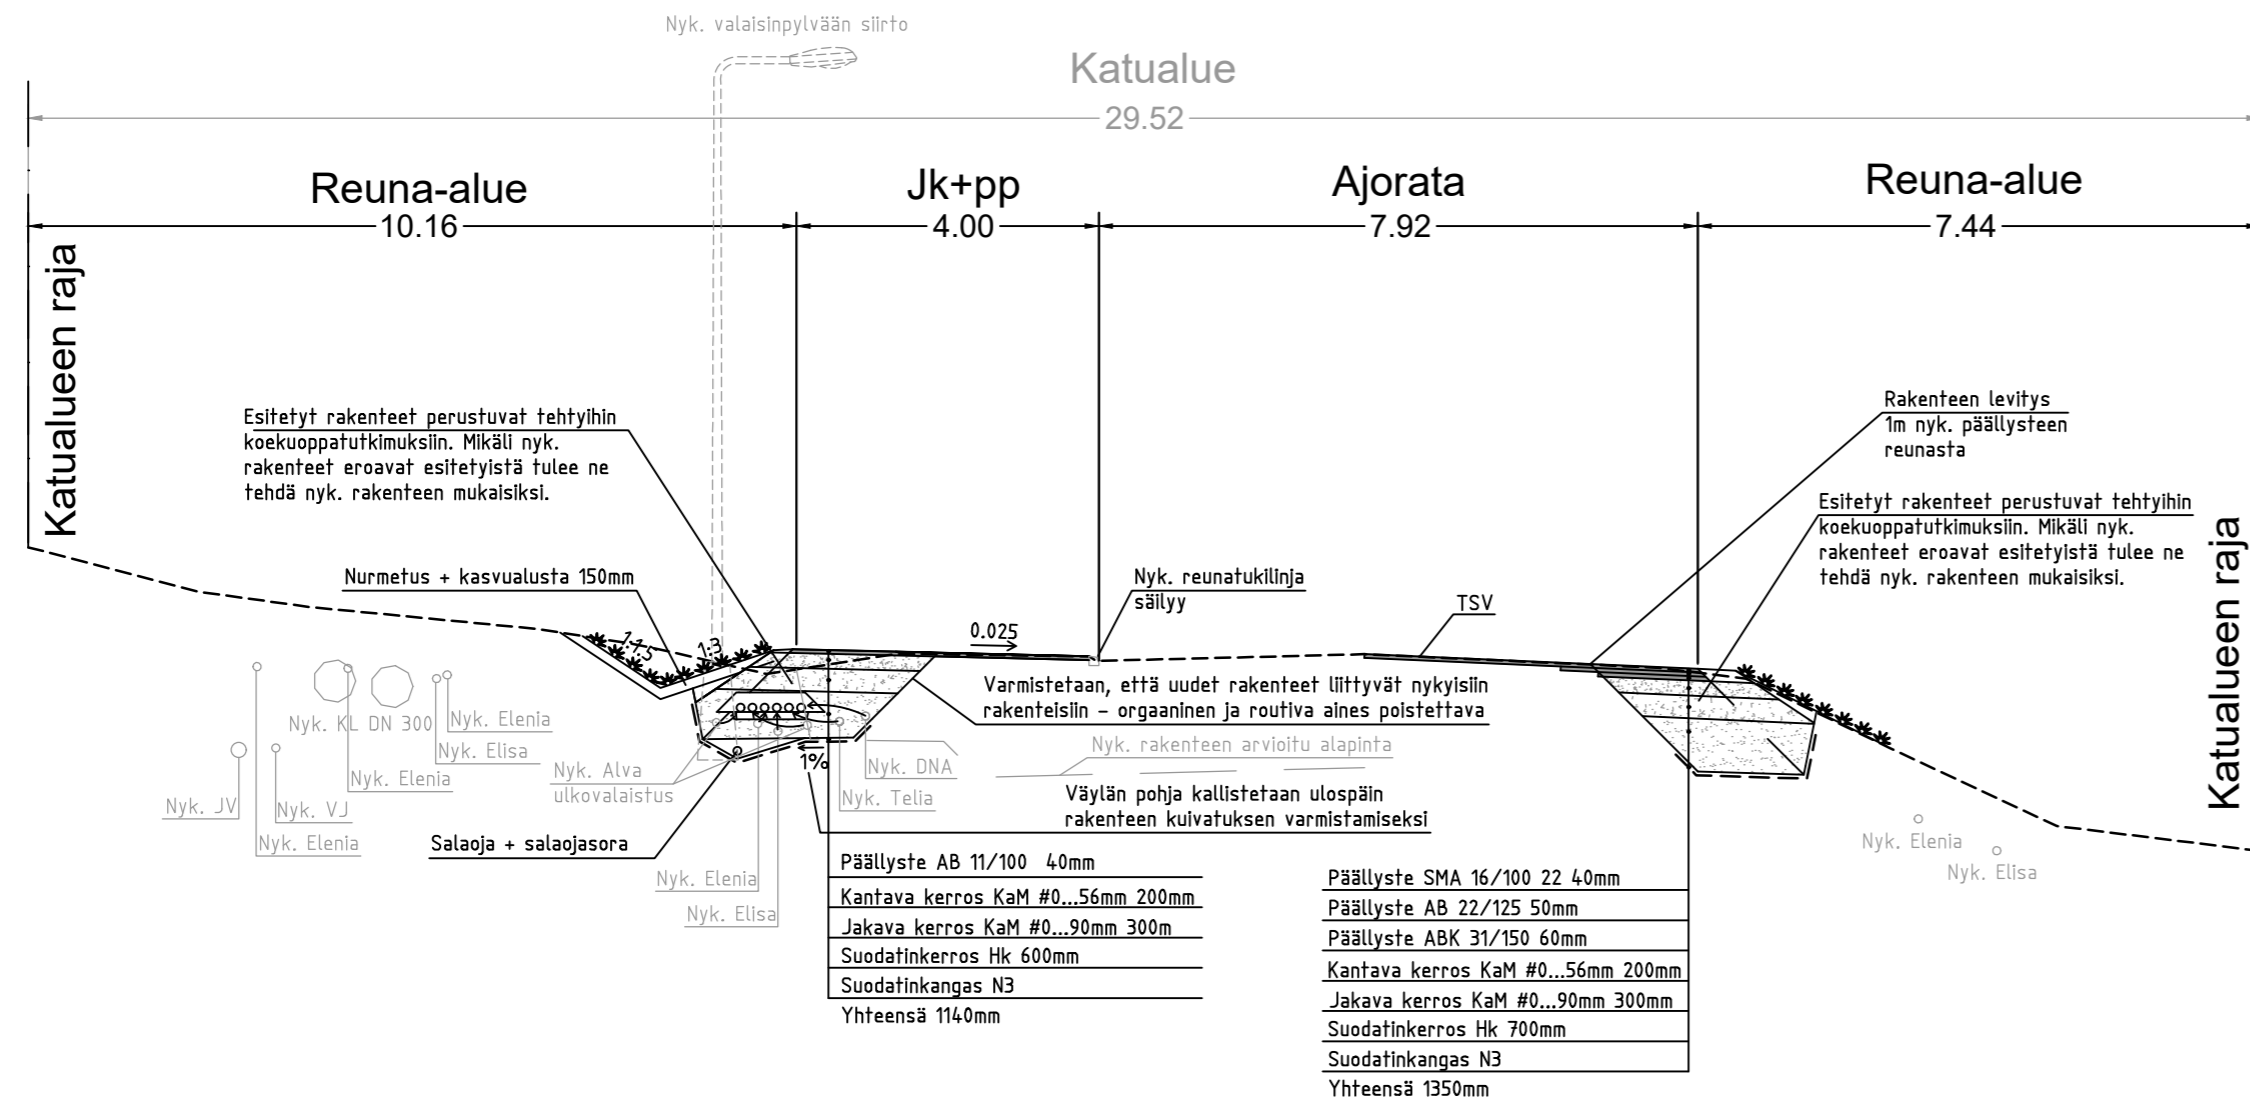 Nyk. valaisinpylvään siirto
Katualue
29.52
Reuna-alue
Jk+pp
Ajorata
Reuna-alue
10.16
4.00
7.92
7.44
Katualueen raja
Katualueen raja
Esitetyt rakenteet perustuvat tehtyihin
koekuoppatutkimuksiin. Mikäli nyk.
rakenteet eroavat esitetyistä tulee ne
tehdä nyk. rakenteen mukaisiksi.
Rakenteen levitys
1m nyk. päällysteen
reunasta
Esitetyt rakenteet perustuvat tehtyihin
koekuoppatutkimuksiin. Mikäli nyk.
rakenteet eroavat esitetyistä tulee ne
tehdä nyk. rakenteen mukaisiksi.
Nurmetus + kasvualusta 150mm
Nyk. reunatukilinja
säilyy
TSV
0.025
1:1.5
1:3
Varmistetaan, että uudet rakenteet liittyvät nykyisiin
rakenteisiin – orgaaninen ja routiva aines poistettava
Nyk. rakenteen arvioitu alapinta
1%
Väylän pohja kallistetaan ulospäin
rakenteen kuivatuksen varmistamiseksi
Nyk. KL DN 300
Nyk. Elenia
Nyk. Elisa
Nyk. Elenia
Nyk. JV
Nyk. VJ
Nyk. Elenia
Nyk. Alva
ulkovalaistus
Nyk. DNA
Nyk. Telia
Salaoja + salaojasora
Nyk. Elenia
Nyk. Elisa
Nyk. Elenia
Nyk. Elisa
Päällyste AB 11/100 40mm
Kantava kerros KaM #0...56mm 200mm
Jakava kerros KaM #0...90mm 300m
Suodatinkerros Hk 600mm
Suodatinkangas N3
Yhteensä 1140mm
Päällyste SMA 16/100 22 40mm
Päällyste AB 22/125 50mm
Päällyste ABK 31/150 60mm
Kantava kerros KaM #0...56mm 200mm
Jakava kerros KaM #0...90mm 300mm
Suodatinkerros Hk 700mm
Suodatinkangas N3
Yhteensä 1350mm